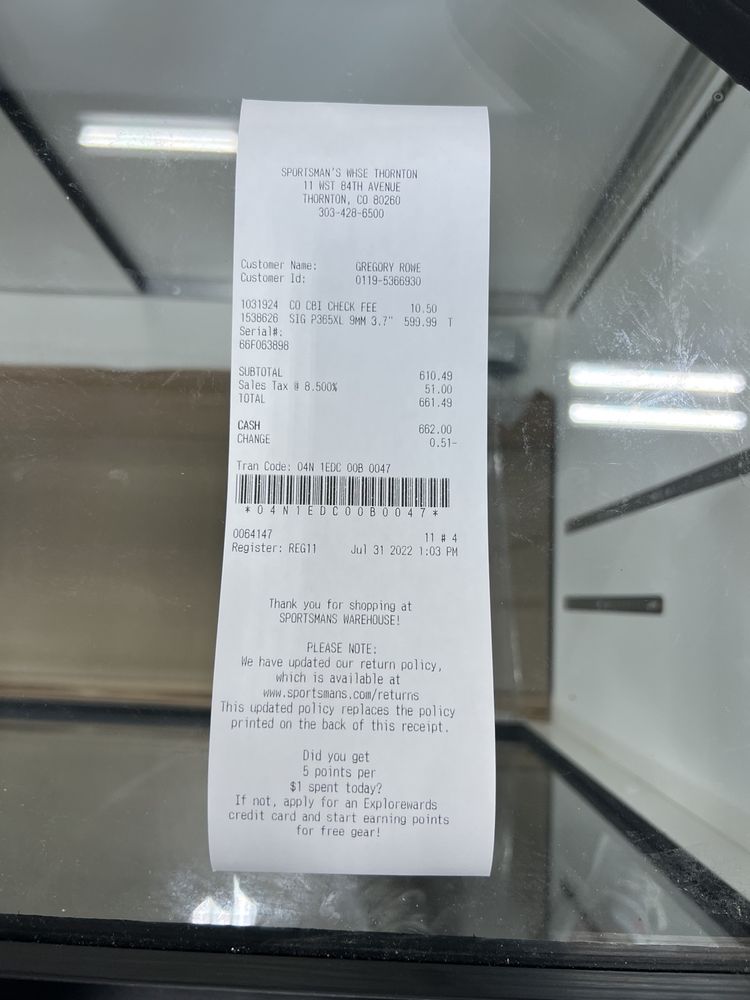 SPORTSMAN'S WHSE THORNTON
11 WST 84TH AVENUE
THORNTON, CO 80260
303-428-6500
Customer Name: GREGORY ROWE
Customer Id: 0119-5366930
1031924 CO CBI CHECK FEE 10.50
1538626 SIG P365XL 9MM 3.7" 599.99 T
Serial#:
66F063898
SUBTOTAL 610.49
Sales Tax @ 8.500% 51.00
TOTAL 661.49
CASH 662.00
CHANGE 0.51-
Tran Code: 04N 1EDC 00B 0047
*04N1EDC00B0047*
0064147 11 # 4
Register: REG11 Jul 31 2022 1:03 PM
Thank you for shopping at
SPORTSMANS WAREHOUSE!
PLEASE NOTE:
We have updated our return policy,
which is available at
www.sportsmans.com/returns
This updated policy replaces the policy
printed on the back of this receipt.
Did you get
5 points per
$1 spent today?
If not, apply for an Explorewards
credit card and start earning points
for free gear!